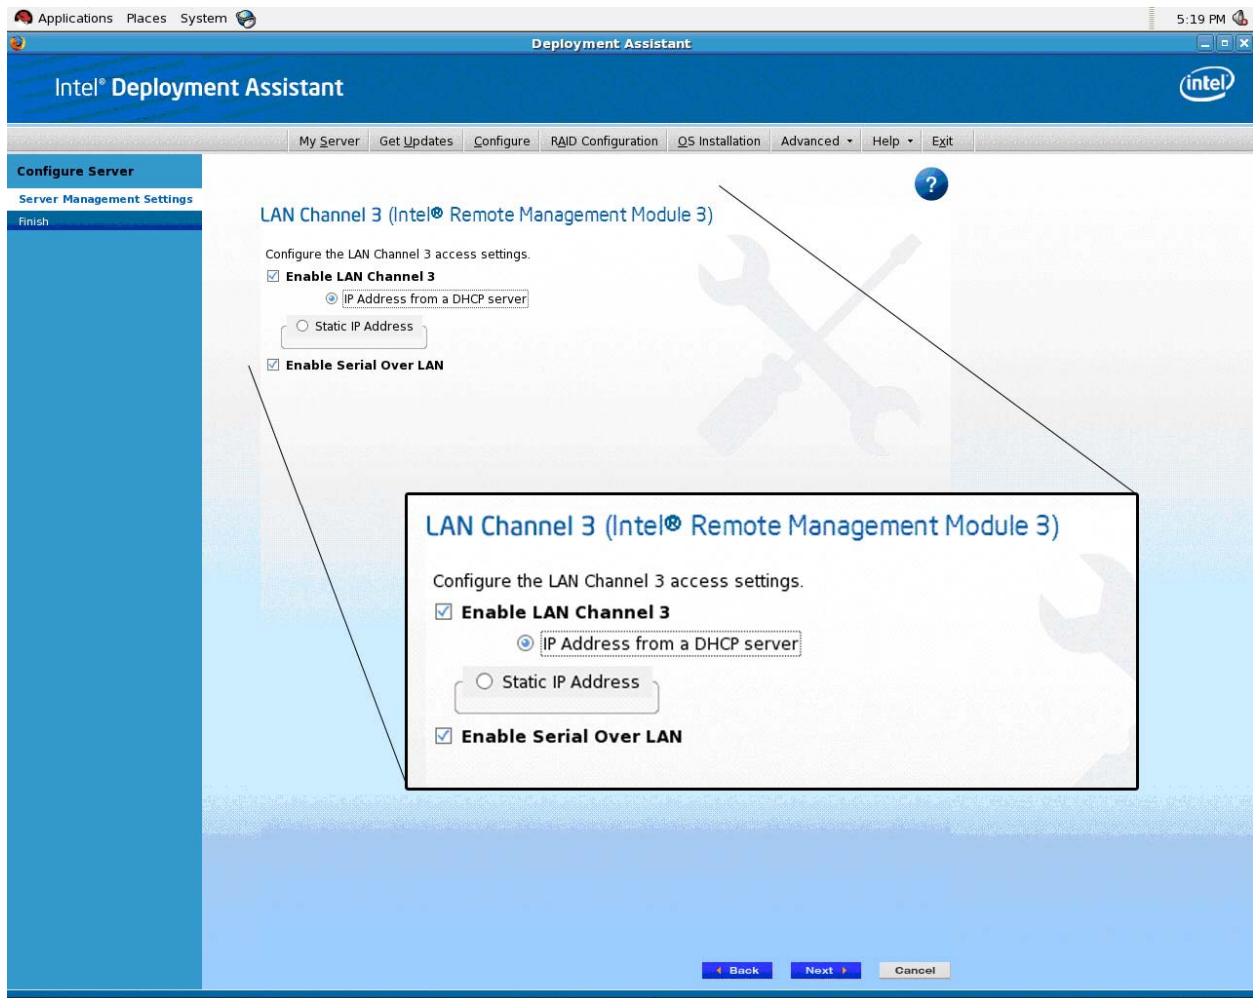 Applications Places System 5:19 PM
Deployment Assistant
Intel® Deployment Assistant
intel
My Server Get Updates Configure RAID Configuration OS Installation Advanced Help Exit
Configure Server
Server Management Settings
Finish
?
LAN Channel 3 (Intel® Remote Management Module 3)
Configure the LAN Channel 3 access settings.
Enable LAN Channel 3
IP Address from a DHCP server
Static IP Address
Enable Serial Over LAN
LAN Channel 3 (Intel® Remote Management Module 3)
Configure the LAN Channel 3 access settings.
Enable LAN Channel 3
IP Address from a DHCP server
Static IP Address
Enable Serial Over LAN
Back Next Cancel